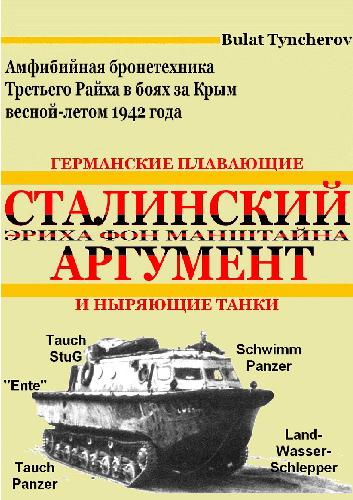 Bulat Tyncherov
Амфибийная бронетехника
Третьего Райха в боях за Крым
весной-летом 1942 года
ГЕРМАНСКИЕ ПЛАВАЮЩИЕ
СТАЛИНСКИЙ
ЭРИХА ФОН МАНШТАЙНА
АРГУМЕНТ
И НЫРЯЮЩИЕ ТАНКИ
Tauch
StuG
Schwimm
Panzer
"Ente"
Land-
Wasser-
Schlepper
Tauch
Panzer